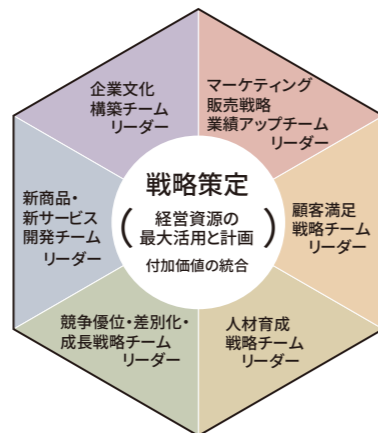 企業文化
構築チーム
リーダー
マーケティング
販売戦略
業績アップチーム
リーダー
新商品・
新サービス
開発チーム
リーダー
戦略策定
(経営資源の
最大活用と計画)
付加価値の統合
顧客満足
戦略チーム
リーダー
競争優位・差別化・
成長戦略チーム
リーダー
人材育成
戦略チーム
リーダー